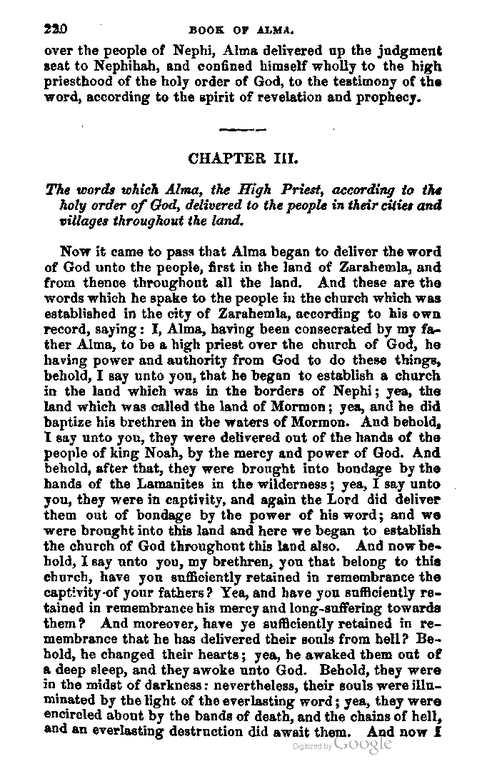 220 BOOK OF ALMA.
over the people of Nephi, Alma delivered up the judgment
seat to Nephihah, and confined himself wholly to the high
priesthood of the holy order of God, to the testimony of the
word, according to the spirit of revelation and prophecy.
CHAPTER III.
The words which Alma, the High Priest, according to the
holy order of God, delivered to the people in their cities and
villages throughout the land.
Now it came to pass that Alma began to deliver the word
of God unto the people, first in the land of Zarahemla, and
from thence throughout all the land. And these are the
words which he spake to the people in the church which was
established in the city of Zarahemla, according to his own
record, saying: I, Alma, having been consecrated by my fa-
ther Alma, to be a high priest over the church of God, he
having power and authority from God to do these things,
behold, I say unto you, that he began to establish a church
in the land which was in the borders of Nephi; yea, the
land which was called the land of Mormon; yea, and he did
baptize his brethren in the waters of Mormon. And behold,
I say unto you, they were delivered out of the hands of the
people of king Noah, by the mercy and power of God. And
behold, after that, they were brought into bondage by the
hands of the Lamanites in the wilderness; yea, I say unto
you, they were in captivity, and again the Lord did deliver
them out of bondage by the power of his word; and we
were brought into this land and here we began to establish
the church of God throughout this land also. And now be-
hold, I say unto you, my brethren, you that belong to this
church, have you sufficiently retained in remembrance the
captivity of your fathers? Yea, and have you sufficiently re-
tained in remembrance his mercy and long-suffering towards
them? And moreover, have ye sufficiently retained in re-
membrance that he has delivered their souls from hell? Be-
hold, he changed their hearts; yea, he awaked them out of
a deep sleep, and they awoke unto God. Behold, they were
in the midst of darkness: nevertheless, their souls were illu-
minated by the light of the everlasting word; yea, they were
encircled about by the bands of death, and the chains of hell,
and an everlasting destruction did await them. And now I
Digitized by Google